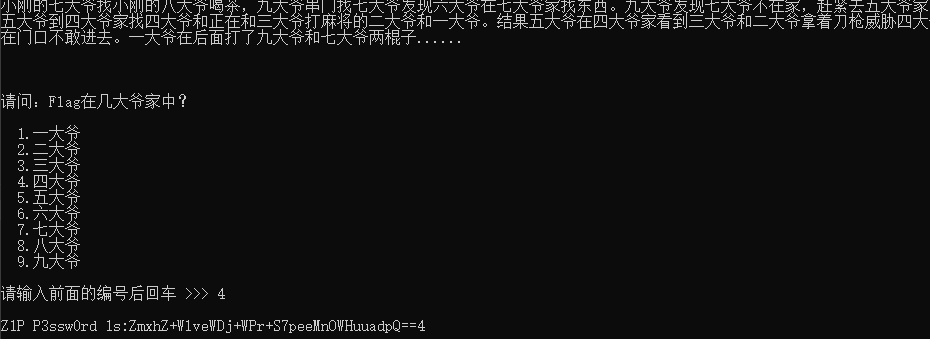 小刚的七大爷找小刚的八大爷喝茶，九大爷串门找七大爷发现六大爷在七大爷家找东西。九大爷发现七大爷不在家，赶紧去五大爷家
五大爷到四大爷家找四大爷和正在和三大爷打麻将的二大爷和一大爷。结果五大爷在四大爷家看到三大爷和二大爷拿着刀枪威胁四大
在门口不敢进去。一大爷在后面打了九大爷和七大爷两棍子......
请问：Flag在几大爷家中？
1.一大爷
2.二大爷
3.三大爷
4.四大爷
5.五大爷
6.六大爷
7.七大爷
8.八大爷
9.九大爷
请输入前面的编号后回车 >>> 4
Z1P P3ssw0rd 1s:ZmxhZ+W1veWDj+WPr+S7peeMnOWHuuadpQ==4